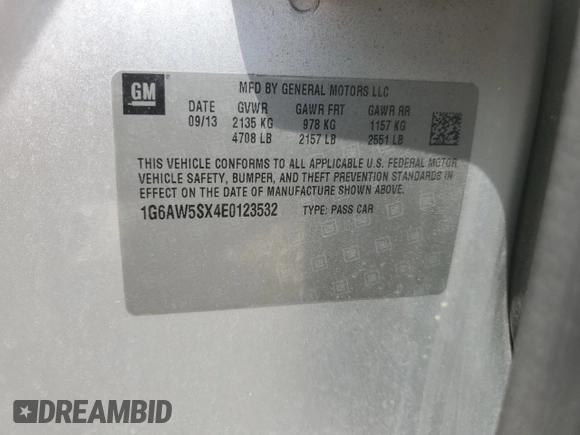 GM
MFD BY GENERAL MOTORS LLC
DATE GVWR GAWR FRT GAWR RR
09/13 2135 KG 978 KG 1157 KG
4708 LB 2157 LB 2551 LB
THIS VEHICLE CONFORMS TO ALL APPLICABLE U.S. FEDERAL MOTOR
VEHICLE SAFETY, BUMPER, AND THEFT PREVENTION STANDARDS IN
EFFECT ON THE DATE OF MANUFACTURE SHOWN ABOVE.
1G6AW5SX4E0123532 TYPE: PASS CAR
DREAMBID